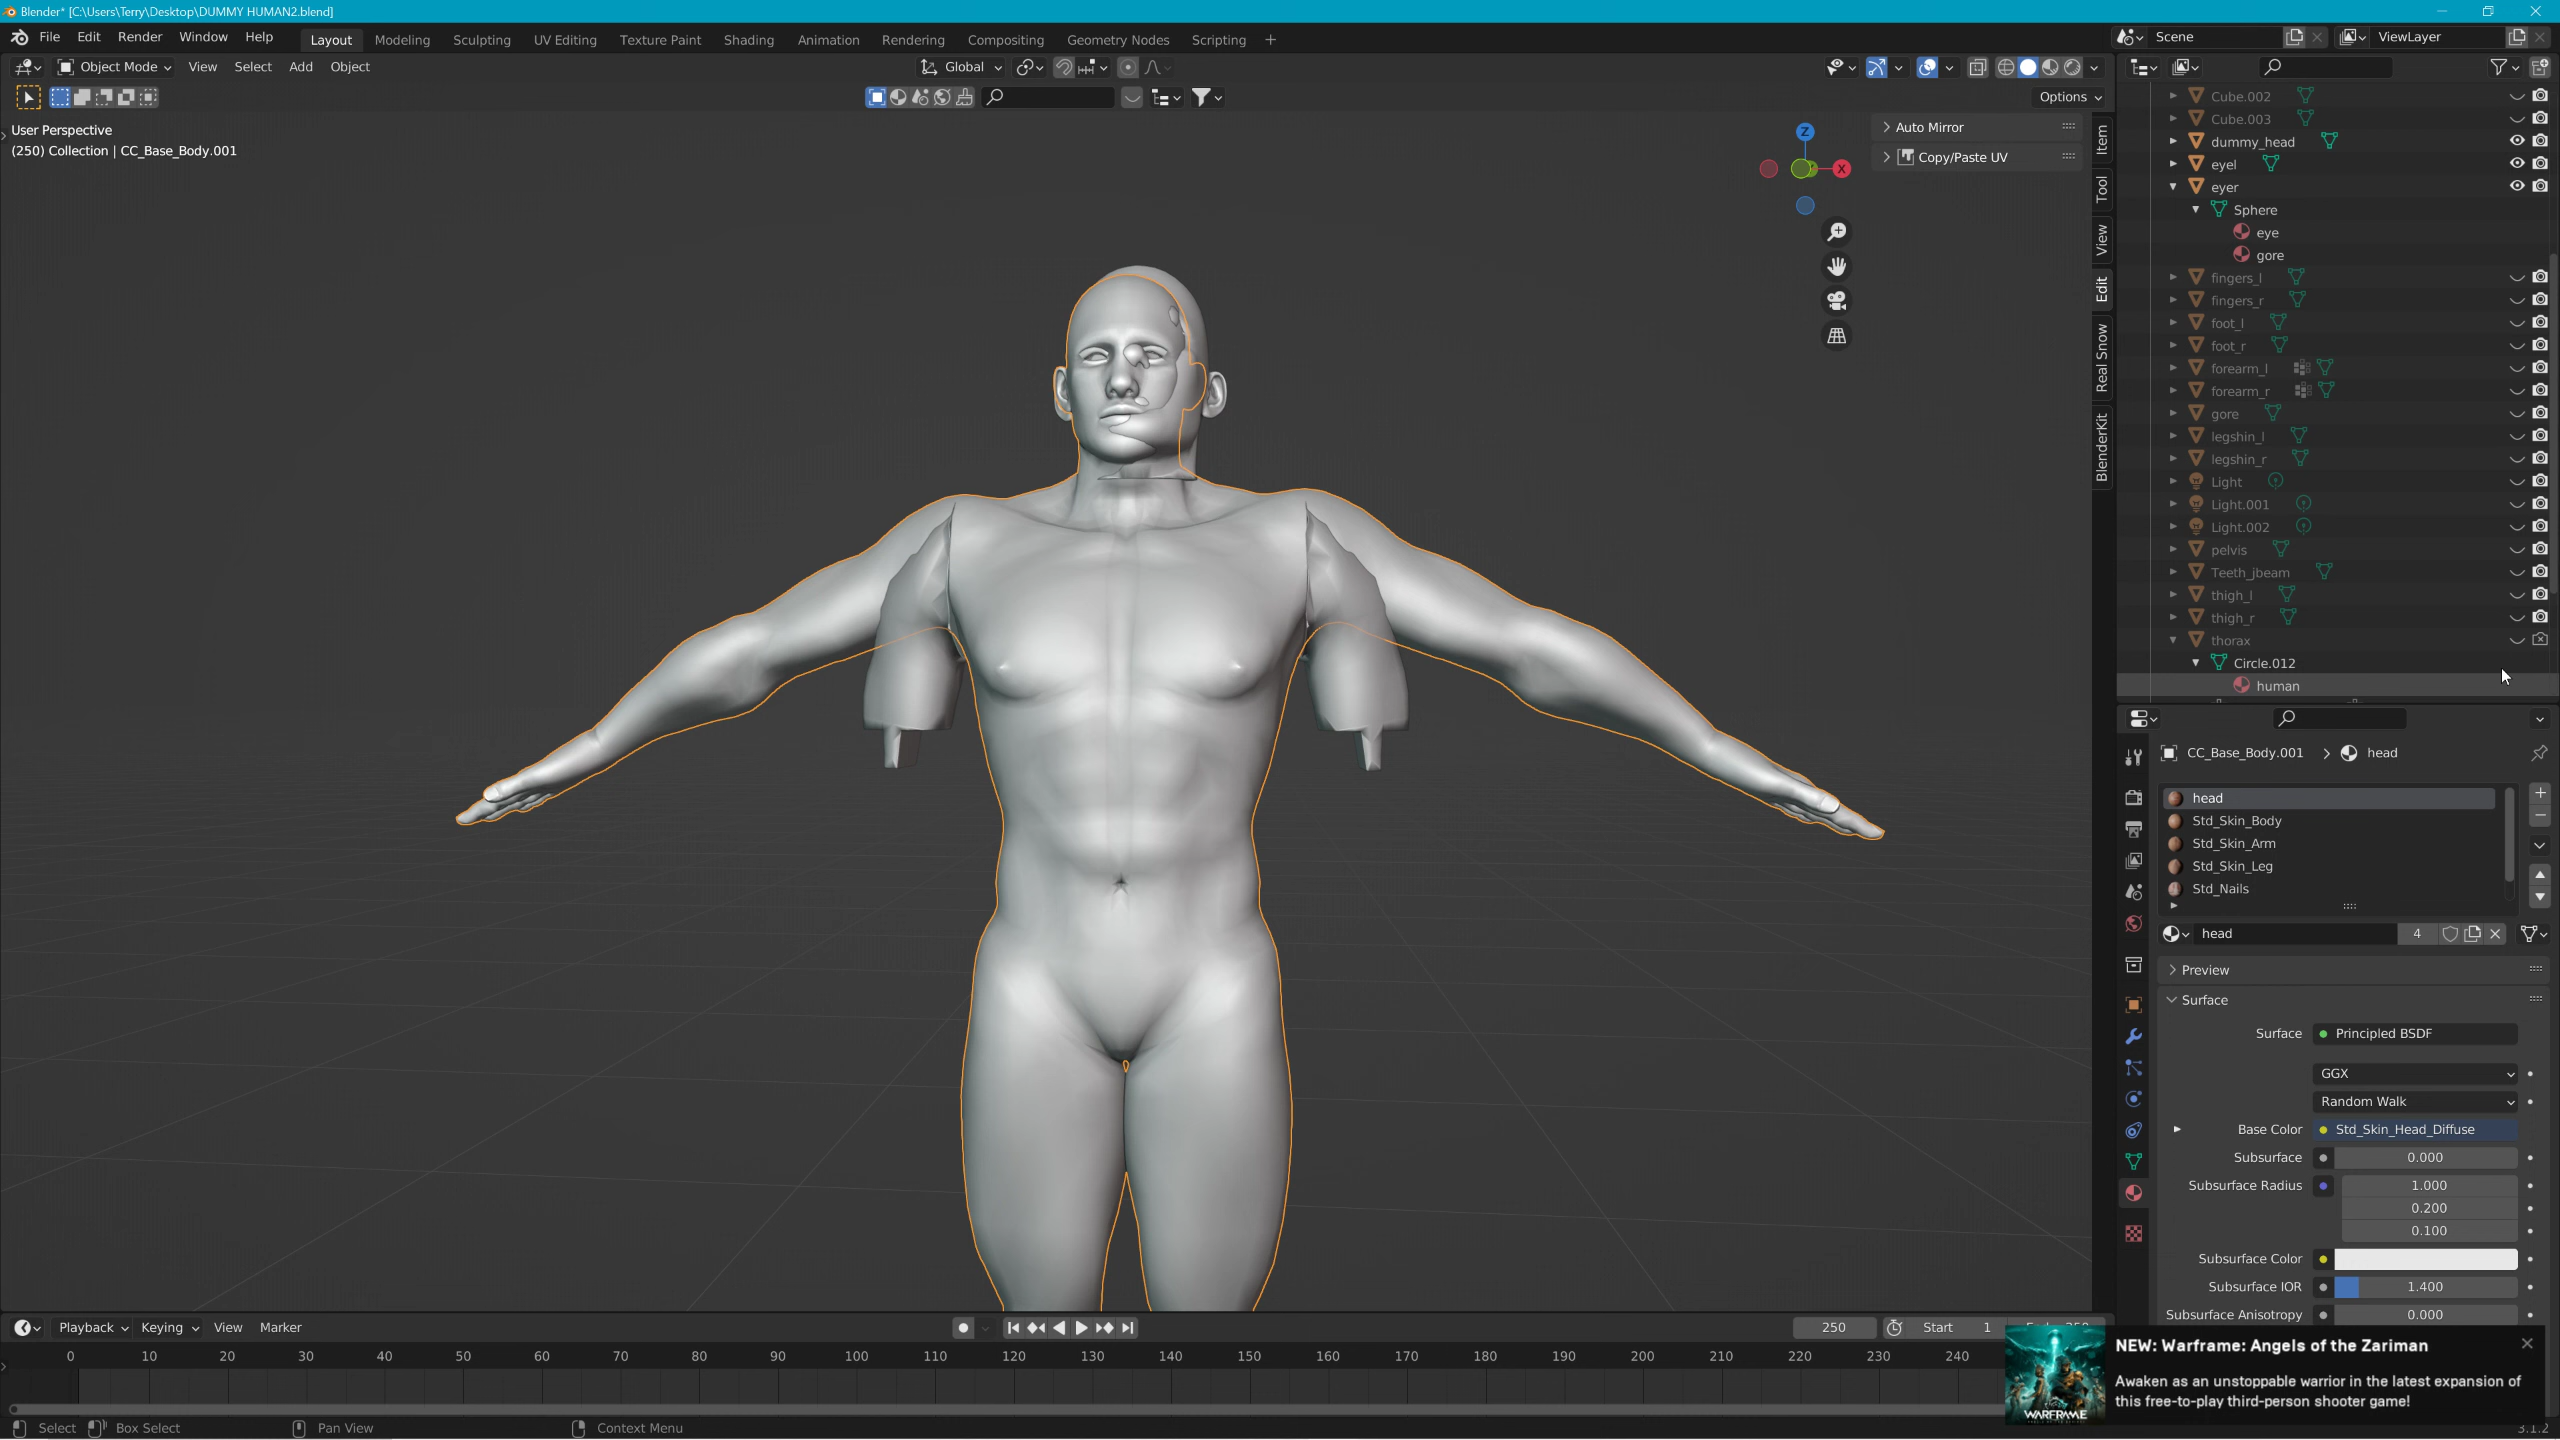 Blender* [C:\Users\Terry\Desktop\DUMMY HUMAN2.blend]
File Edit Render Window Help Layout Modeling Sculpting UV Editing Texture Paint Shading Animation Rendering Compositing Geometry Nodes Scripting + Scene ViewLayer
Object Mode View Select Add Object Global
Options
User Perspective
(250) Collection | CC_Base_Body.001
Z
X
Auto Mirror
Copy/Paste UV
Item
Tool
View
Edit
Real Snow
BlenderKit
Cube.002
Cube.003
dummy_head
eyel
eyer
Sphere
eye
gore
fingers_l
fingers_r
foot_l
foot_r
forearm_l
forearm_r
gore
legshin_l
legshin_r
Light
Light.001
Light.002
pelvis
Teeth_jbeam
thigh_l
thigh_r
thorax
Circle.012
human
CC_Base_Body.001 > head
head
Std_Skin_Body
Std_Skin_Arm
Std_Skin_Leg
Std_Nails
head 4
Preview
Surface
Surface Principled BSDF
GGX
Random Walk
Base Color Std_Skin_Head_Diffuse
Subsurface 0.000
Subsurface Radius 1.000
0.200
0.100
Subsurface Color
Subsurface IOR 1.400
Subsurface Anisotropy 0.000
Playback Keying View Marker 250 Start 1
0 10 20 30 40 50 60 70 80 90 100 110 120 130 140 150 160 170 180 190 200 210 220 230 240
WARFRAME
NEW: Warframe: Angels of the Zariman
Awaken as an unstoppable warrior in the latest expansion of
this free-to-play third-person shooter game!
Select Box Select Pan View Context Menu 3.1.2